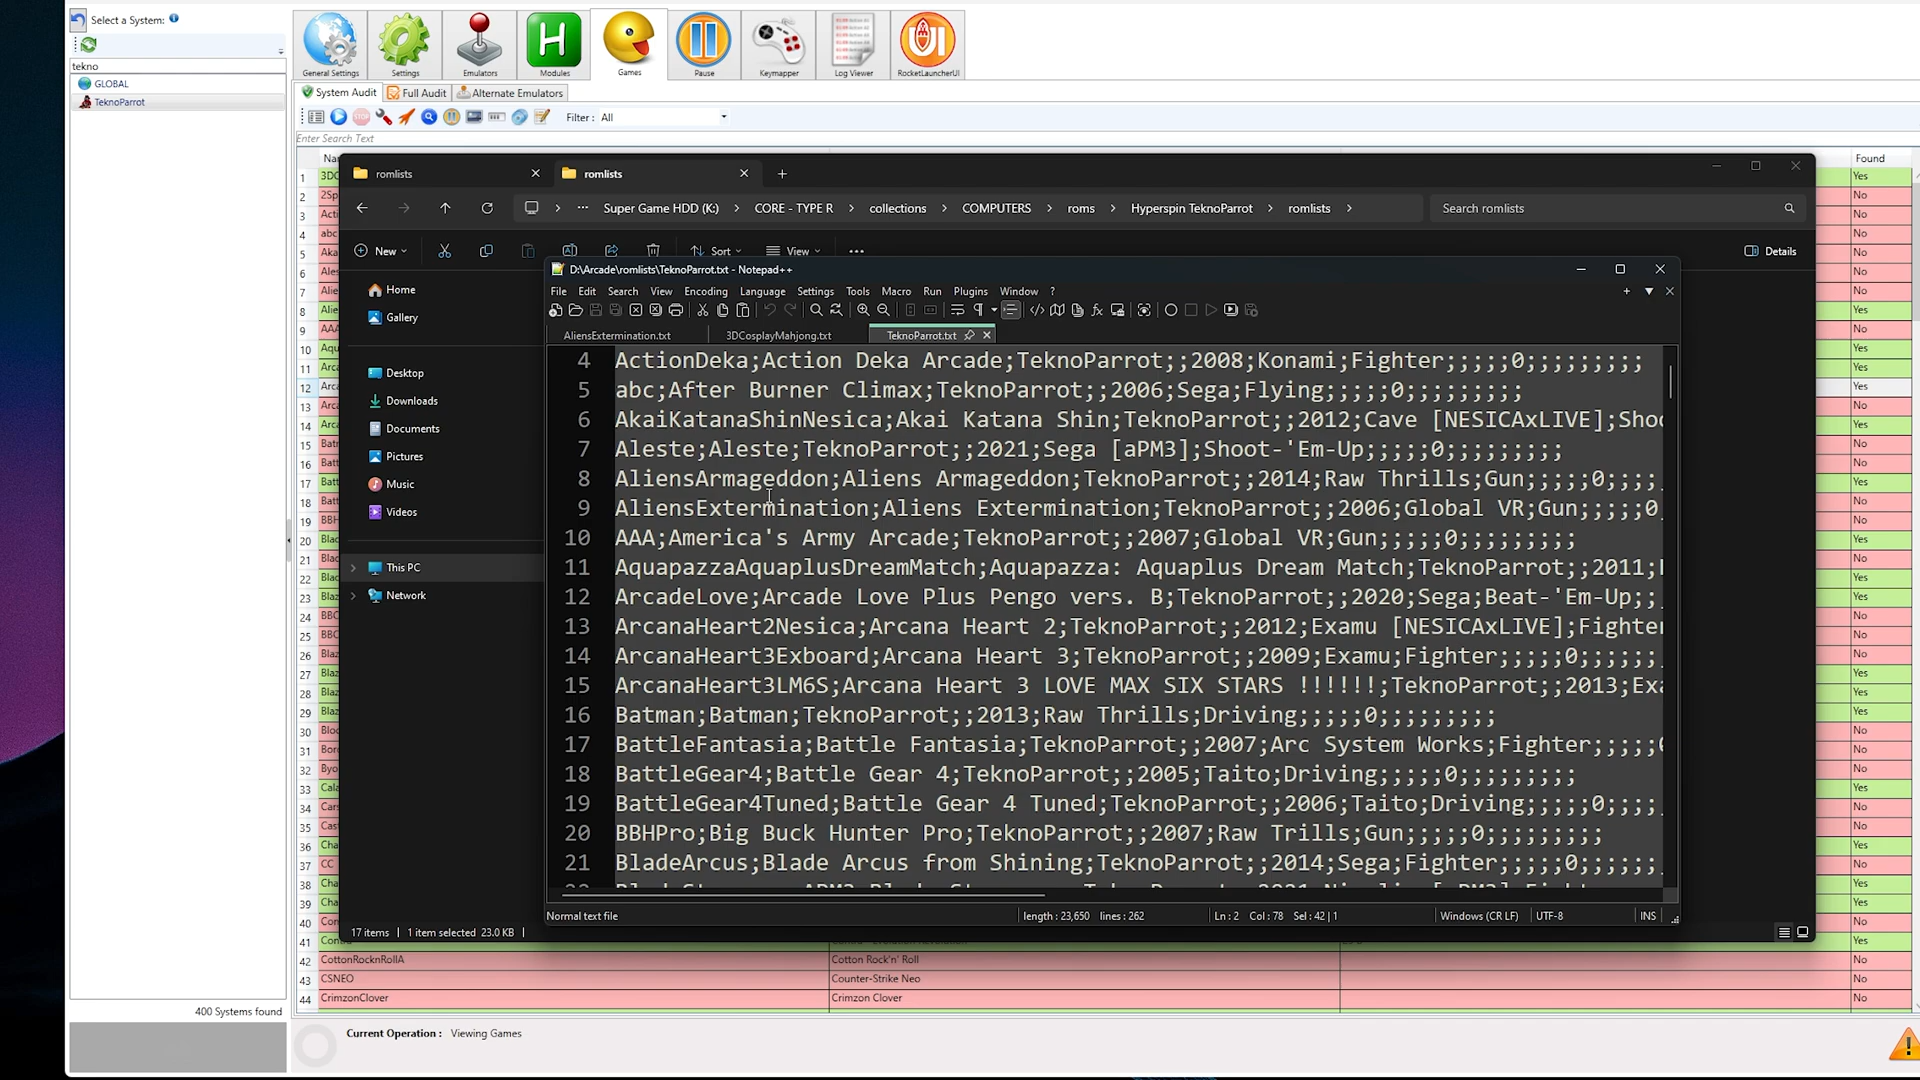 Select a System:
tekno
GLOBAL
TeknoParrot
400 Systems found
General Settings
Settings
Emulators
Modules
Games
Pause
Keymapper
Log Viewer
RocketLauncherUI
System Audit
Full Audit
Alternate Emulators
Filter : All
Enter Search Text
Found
romlists
romlists
Super Game HDD (K:) > CORE - TYPE R > collections > COMPUTERS > roms > Hyperspin TeknoParrot > romlists >
Search romlists
New
Sort
View
Details
Home
Gallery
Desktop
Downloads
Documents
Pictures
Music
Videos
This PC
Network
17 items | 1 item selected 23.0 KB |
D:\Arcade\romlists\TeknoParrot.txt - Notepad++
File Edit Search View Encoding Language Settings Tools Macro Run Plugins Window ?
AliensExtermination.txt
3DCosplayMahjong.txt
TeknoParrot.txt
4 ActionDeka;Action Deka Arcade;TeknoParrot;;2008;Konami;Fighter;;;;;0;;;;;;;;;
5 abc;After Burner Climax;TeknoParrot;;2006;Sega;Flying;;;;;0;;;;;;;;;
6 AkaiKatanaShinNesica;Akai Katana Shin;TeknoParrot;;2012;Cave [NESICAxLIVE];Shoo
7 Aleste;Aleste;TeknoParrot;;2021;Sega [aPM3];Shoot-'Em-Up;;;;;0;;;;;;;;;
8 AliensArmageddon;Aliens Armageddon;TeknoParrot;;2014;Raw Thrills;Gun;;;;;0;;;;
9 AliensExtermination;Aliens Extermination;TeknoParrot;;2006;Global VR;Gun;;;;;0
10 AAA;America's Army Arcade;TeknoParrot;;2007;Global VR;Gun;;;;;0;;;;;;;;;
11 AquapazzaAquaplusDreamMatch;Aquapazza: Aquaplus Dream Match;TeknoParrot;;2011;
12 ArcadeLove;Arcade Love Plus Pengo vers. B;TeknoParrot;;2020;Sega;Beat-'Em-Up;;
13 ArcanaHeart2Nesica;Arcana Heart 2;TeknoParrot;;2012;Examu [NESICAxLIVE];Fighter
14 ArcanaHeart3Exboard;Arcana Heart 3;TeknoParrot;;2009;Examu;Fighter;;;;;0;;;;;;
15 ArcanaHeart3LM6S;Arcana Heart 3 LOVE MAX SIX STARS !!!!!!;TeknoParrot;;2013;Exa
16 Batman;Batman;TeknoParrot;;2013;Raw Thrills;Driving;;;;;0;;;;;;;;;
17 BattleFantasia;Battle Fantasia;TeknoParrot;;2007;Arc System Works;Fighter;;;;;0
18 BattleGear4;Battle Gear 4;TeknoParrot;;2005;Taito;Driving;;;;;0;;;;;;;;;
19 BattleGear4Tuned;Battle Gear 4 Tuned;TeknoParrot;;2006;Taito;Driving;;;;;0;;;;
20 BBHPro;Big Buck Hunter Pro;TeknoParrot;;2007;Raw Trills;Gun;;;;;0;;;;;;;;;
21 BladeArcus;Blade Arcus from Shining;TeknoParrot;;2014;Sega;Fighter;;;;;0;;;;;;
Normal text file
length : 23,650 lines : 262
Ln : 2 Col : 78 Sel : 42 | 1
Windows (CR LF)
UTF-8
INS
42 CottonRocknRollA Cotton Rock'n' Roll No
43 CSNEO Counter-Strike Neo No
44 CrimzonClover Crimzon Clover No
Current Operation : Viewing Games